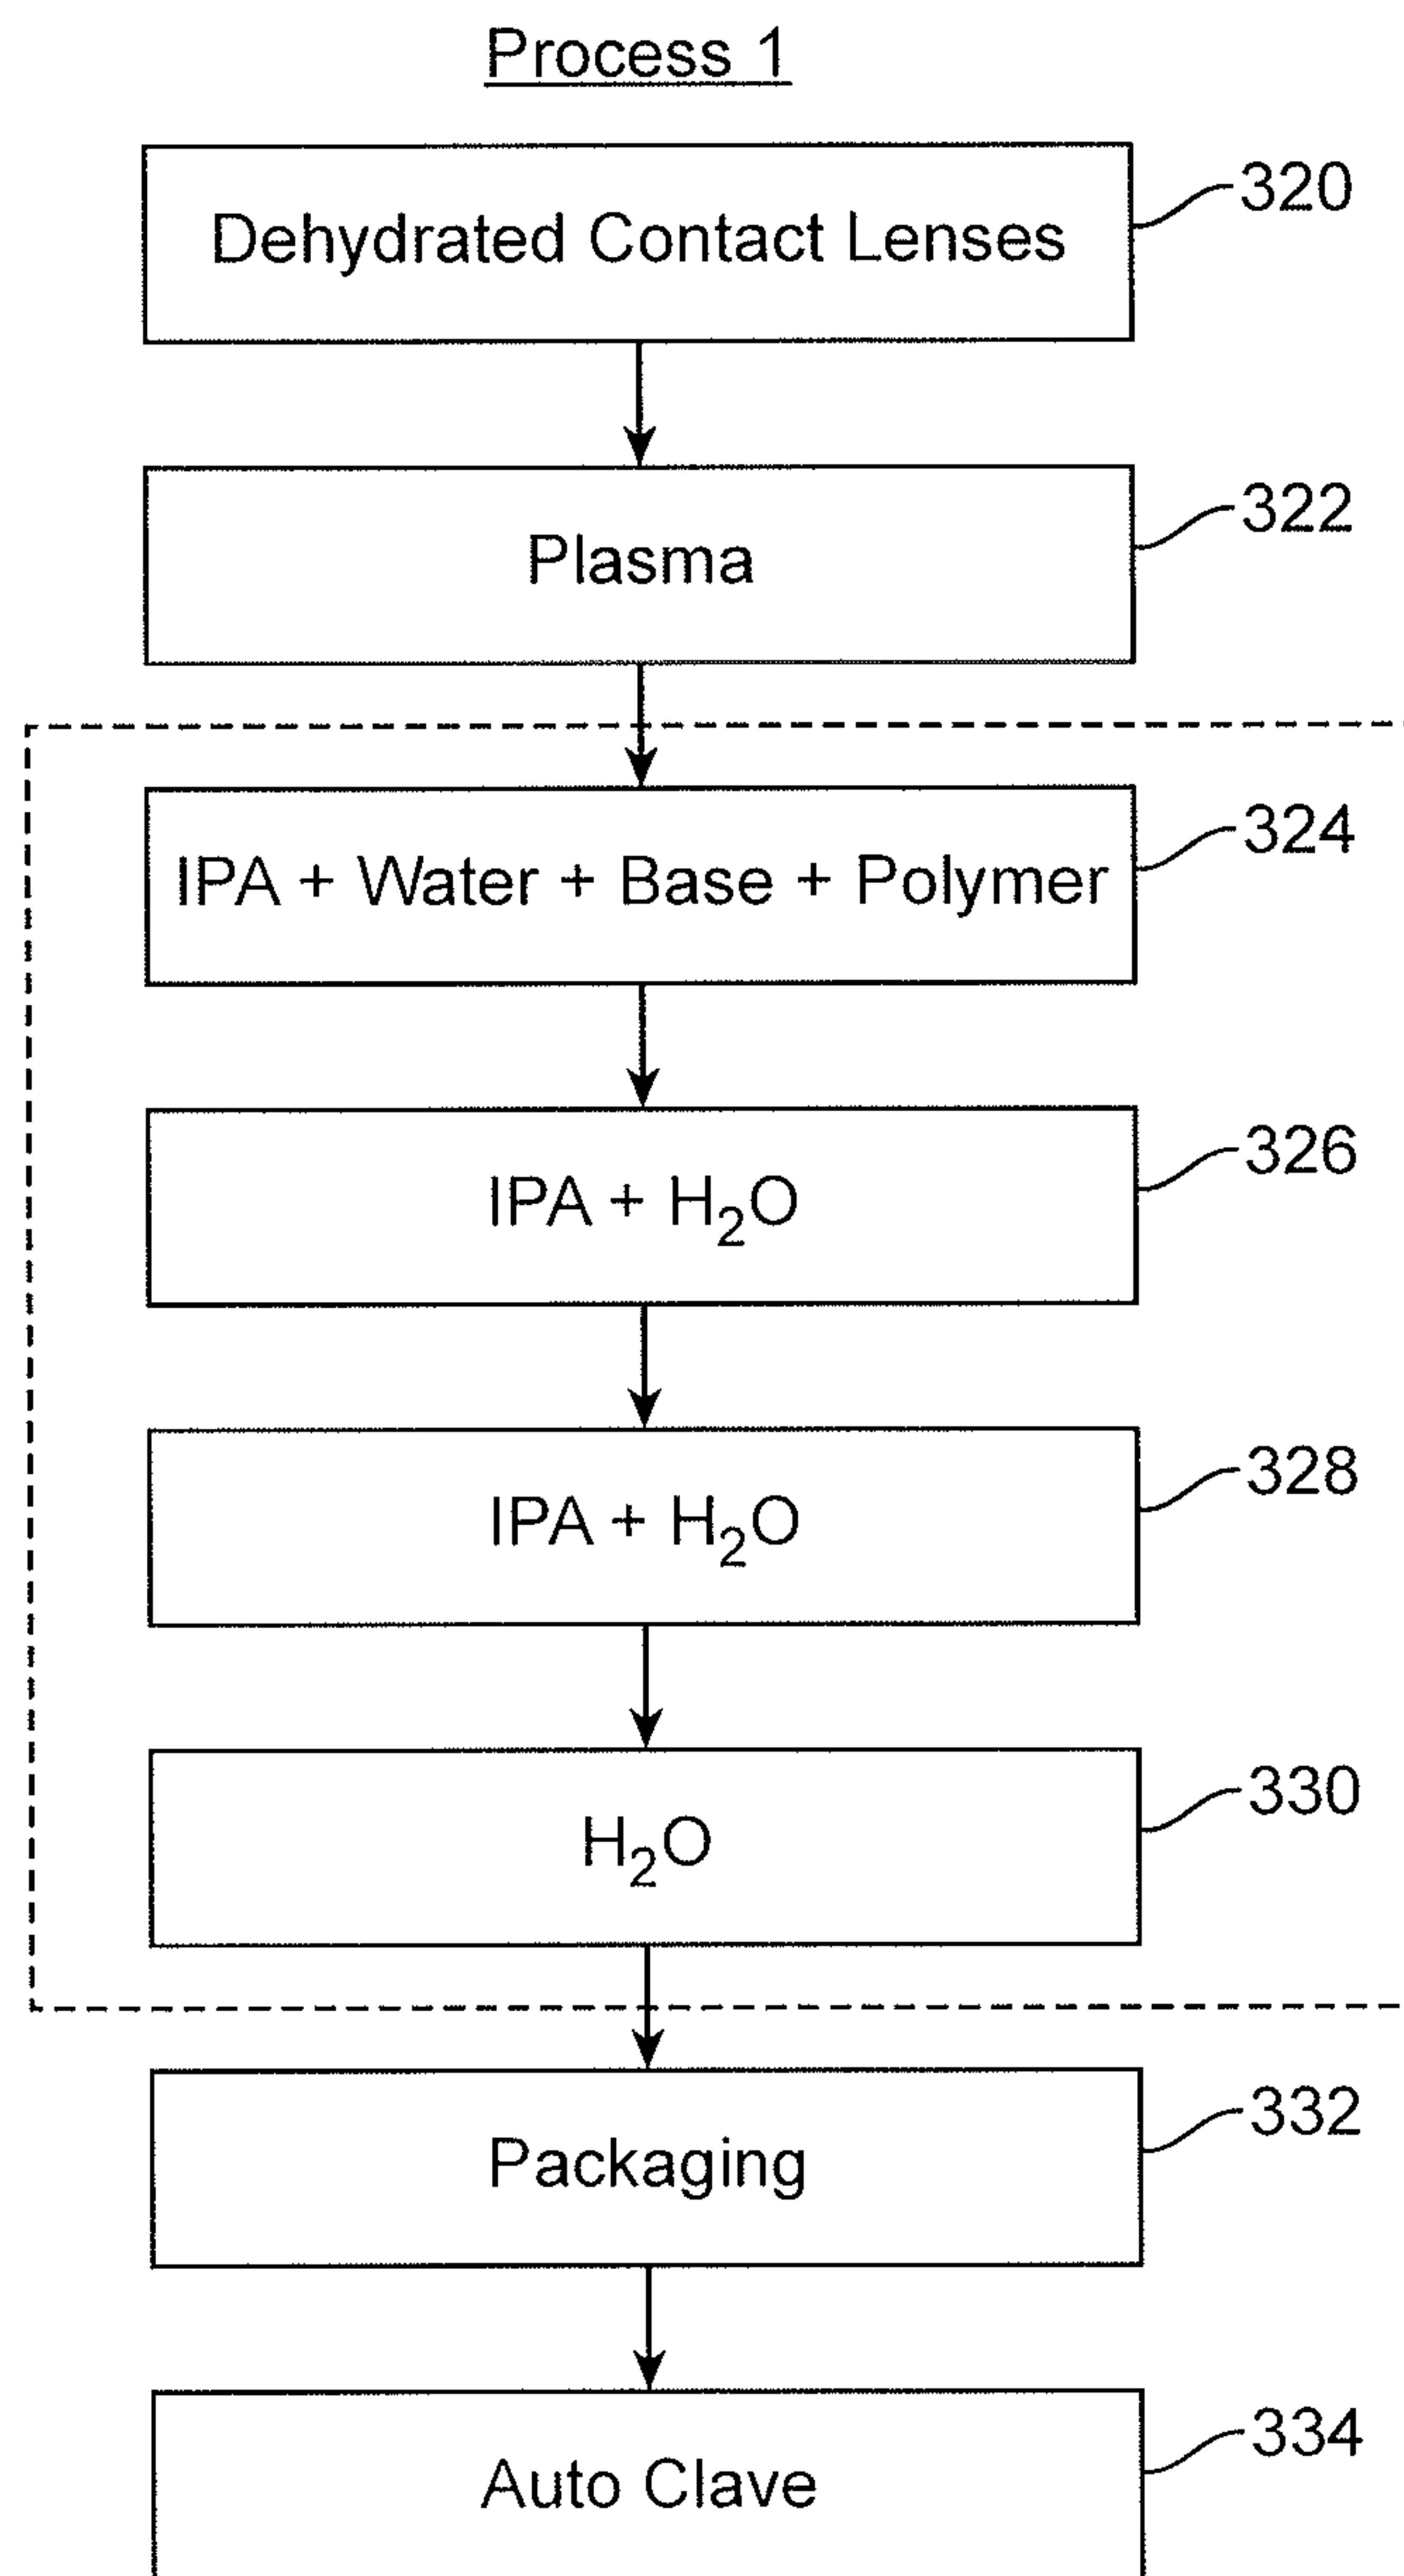 Process 1
Dehydrated Contact Lenses
320
Plasma
322
IPA + Water + Base + Polymer
324
IPA + H₂O
326
IPA + H₂O
328
H₂O
330
Packaging
332
Auto Clave
334